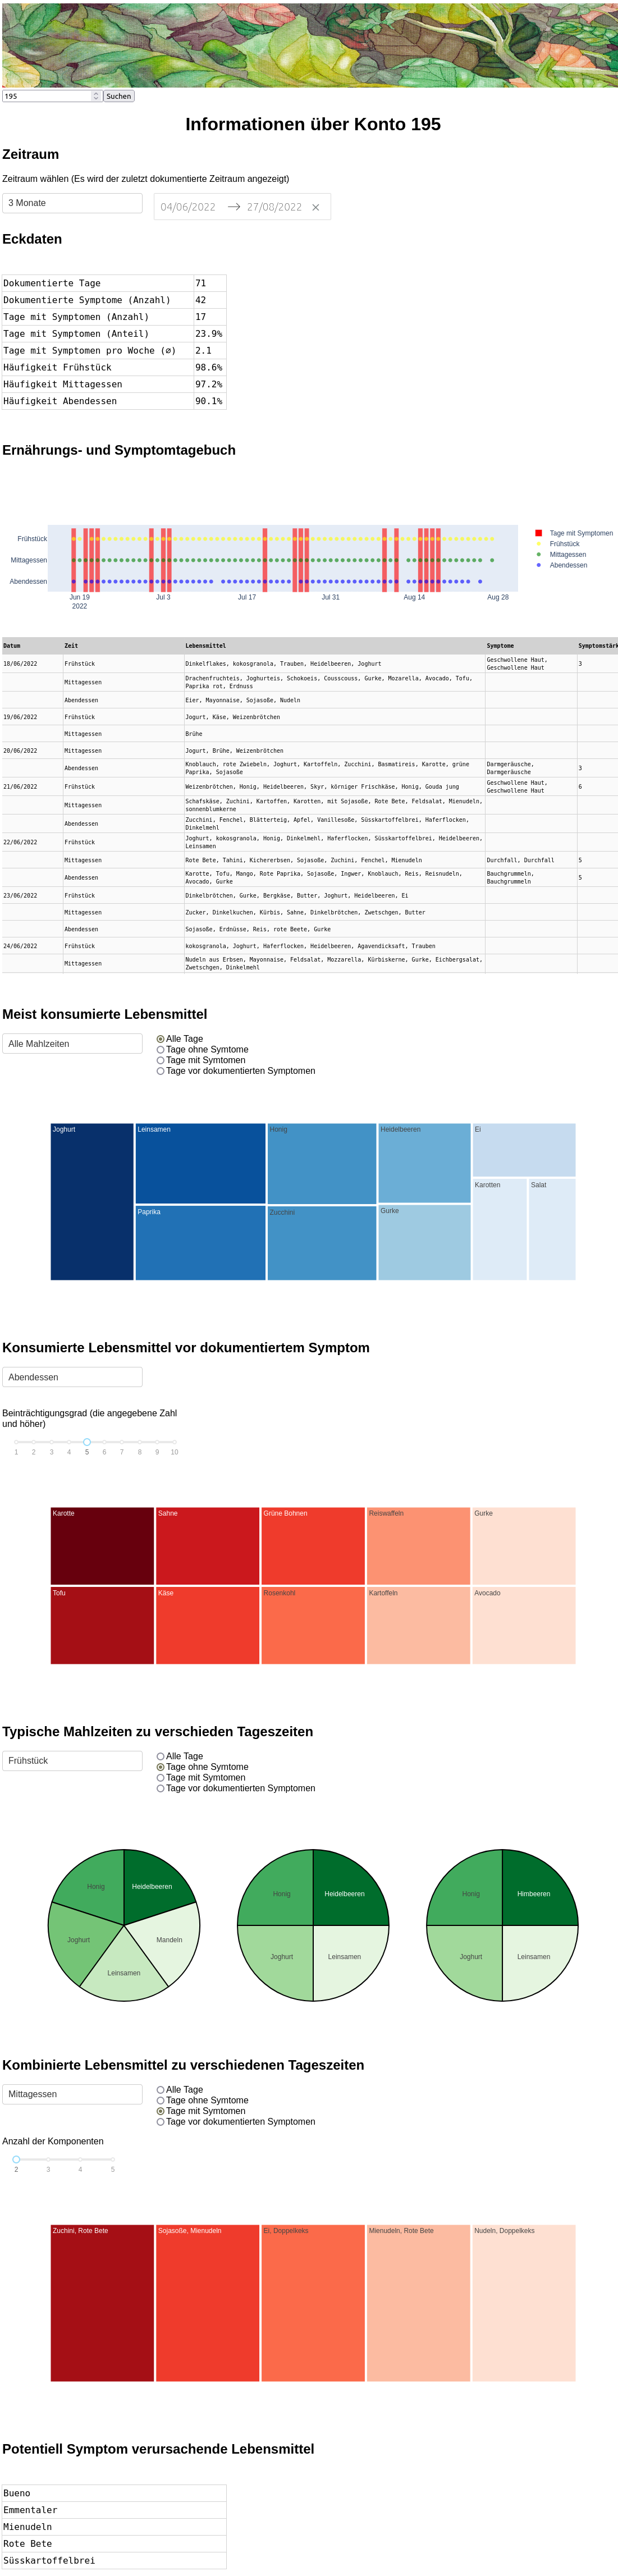 195 Suchen
Informationen über Konto 195
Zeitraum
Zeitraum wählen (Es wird der zuletzt dokumentierte Zeitraum angezeigt)
3 Monate 04/06/2022 → 27/08/2022 ×
Eckdaten
Dokumentierte Tage 71
Dokumentierte Symptome (Anzahl) 42
Tage mit Symptomen (Anzahl) 17
Tage mit Symptomen (Anteil) 23.9%
Tage mit Symptomen pro Woche (⌀) 2.1
Häufigkeit Frühstück 98.6%
Häufigkeit Mittagessen 97.2%
Häufigkeit Abendessen 90.1%
Ernährungs- und Symptomtagebuch
Frühstück
Mittagessen
Abendessen
Jun 19 Jul 3 Jul 17 Jul 31 Aug 14 Aug 28
2022
Tage mit Symptomen
Frühstück
Mittagessen
Abendessen
Datum Zeit Lebensmittel Symptome Symptomstärk
18/06/2022 Frühstück Dinkelflakes, kokosgranola, Trauben, Heidelbeeren, Joghurt Geschwollene Haut, Geschwollene Haut 3
Mittagessen Drachenfruchteis, Joghurteis, Schokoeis, Cousscouss, Gurke, Mozarella, Avocado, Tofu, Paprika rot, Erdnuss
Abendessen Eier, Mayonnaise, Sojasoße, Nudeln
19/06/2022 Frühstück Jogurt, Käse, Weizenbrötchen
Mittagessen Brühe
20/06/2022 Mittagessen Jogurt, Brühe, Weizenbrötchen
Abendessen Knoblauch, rote Zwiebeln, Joghurt, Kartoffeln, Zucchini, Basmatireis, Karotte, grüne Paprika, Sojasoße Darmgeräusche, Darmgeräusche 3
21/06/2022 Frühstück Weizenbrötchen, Honig, Heidelbeeren, Skyr, körniger Frischkäse, Honig, Gouda jung Geschwollene Haut, Geschwollene Haut 6
Mittagessen Schafskäse, Zuchini, Kartoffen, Karotten, mit Sojasoße, Rote Bete, Feldsalat, Mienudeln, sonnenblumkerne
Abendessen Zucchini, Fenchel, Blätterteig, Apfel, Vanillesoße, Süsskartoffelbrei, Haferflocken, Dinkelmehl
22/06/2022 Frühstück Joghurt, kokosgranola, Honig, Dinkelmehl, Haferflocken, Süsskartoffelbrei, Heidelbeeren, Leinsamen
Mittagessen Rote Bete, Tahini, Kichererbsen, Sojasoße, Zuchini, Fenchel, Mienudeln Durchfall, Durchfall 5
Abendessen Karotte, Tofu, Mango, Rote Paprika, Sojasoße, Ingwer, Knoblauch, Reis, Reisnudeln, Avocado, Gurke Bauchgrummeln, Bauchgrummeln 5
23/06/2022 Frühstück Dinkelbrötchen, Gurke, Bergkäse, Butter, Joghurt, Heidelbeeren, Ei
Mittagessen Zucker, Dinkelkuchen, Kürbis, Sahne, Dinkelbrötchen, Zwetschgen, Butter
Abendessen Sojasoße, Erdnüsse, Reis, rote Beete, Gurke
24/06/2022 Frühstück kokosgranola, Joghurt, Haferflocken, Heidelbeeren, Agavendicksaft, Trauben
Mittagessen Nudeln aus Erbsen, Mayonnaise, Feldsalat, Mozzarella, Kürbiskerne, Gurke, Eichbergsalat, Zwetschgen, Dinkelmehl
Meist konsumierte Lebensmittel
Alle Mahlzeiten
Alle Tage
Tage ohne Symtome
Tage mit Symtomen
Tage vor dokumentierten Symptomen
Joghurt Leinsamen Honig Heidelbeeren Ei
Karotten Salat
Paprika Zucchini Gurke
Konsumierte Lebensmittel vor dokumentiertem Symptom
Abendessen
Beinträchtigungsgrad (die angegebene Zahl
und höher)
1 2 3 4 5 6 7 8 9 10
Karotte Sahne Grüne Bohnen Reiswaffeln Gurke
Tofu Käse Rosenkohl Kartoffeln Avocado
Typische Mahlzeiten zu verschieden Tageszeiten
Frühstück
Alle Tage
Tage ohne Symtome
Tage mit Symtomen
Tage vor dokumentierten Symptomen
Honig Heidelbeeren Joghurt Mandeln Leinsamen
Honig Heidelbeeren Joghurt Leinsamen
Honig Himbeeren Joghurt Leinsamen
Kombinierte Lebensmittel zu verschiedenen Tageszeiten
Mittagessen
Alle Tage
Tage ohne Symtome
Tage mit Symtomen
Tage vor dokumentierten Symptomen
Anzahl der Komponenten
2 3 4 5
Zuchini, Rote Bete Sojasoße, Mienudeln Ei, Doppelkeks Mienudeln, Rote Bete Nudeln, Doppelkeks
Potentiell Symptom verursachende Lebensmittel
Bueno
Emmentaler
Mienudeln
Rote Bete
Süsskartoffelbrei